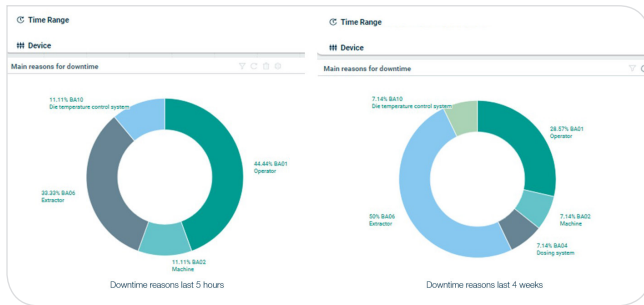 Time Range
Device
Main reasons for downtime
11.11% BA10
Die temperature control system
44.44% BA01
Operator
33.33% BA06
Extractor
11.11% BA02
Machine
Downtime reasons last 5 hours
Time Range
Device
Main reasons for downtime
7.14% BA10
Die temperature control system
28.57% BA01
Operator
50% BA06
Extractor
7.14% BA02
Machine
7.14% BA04
Dosing system
Downtime reasons last 4 weeks